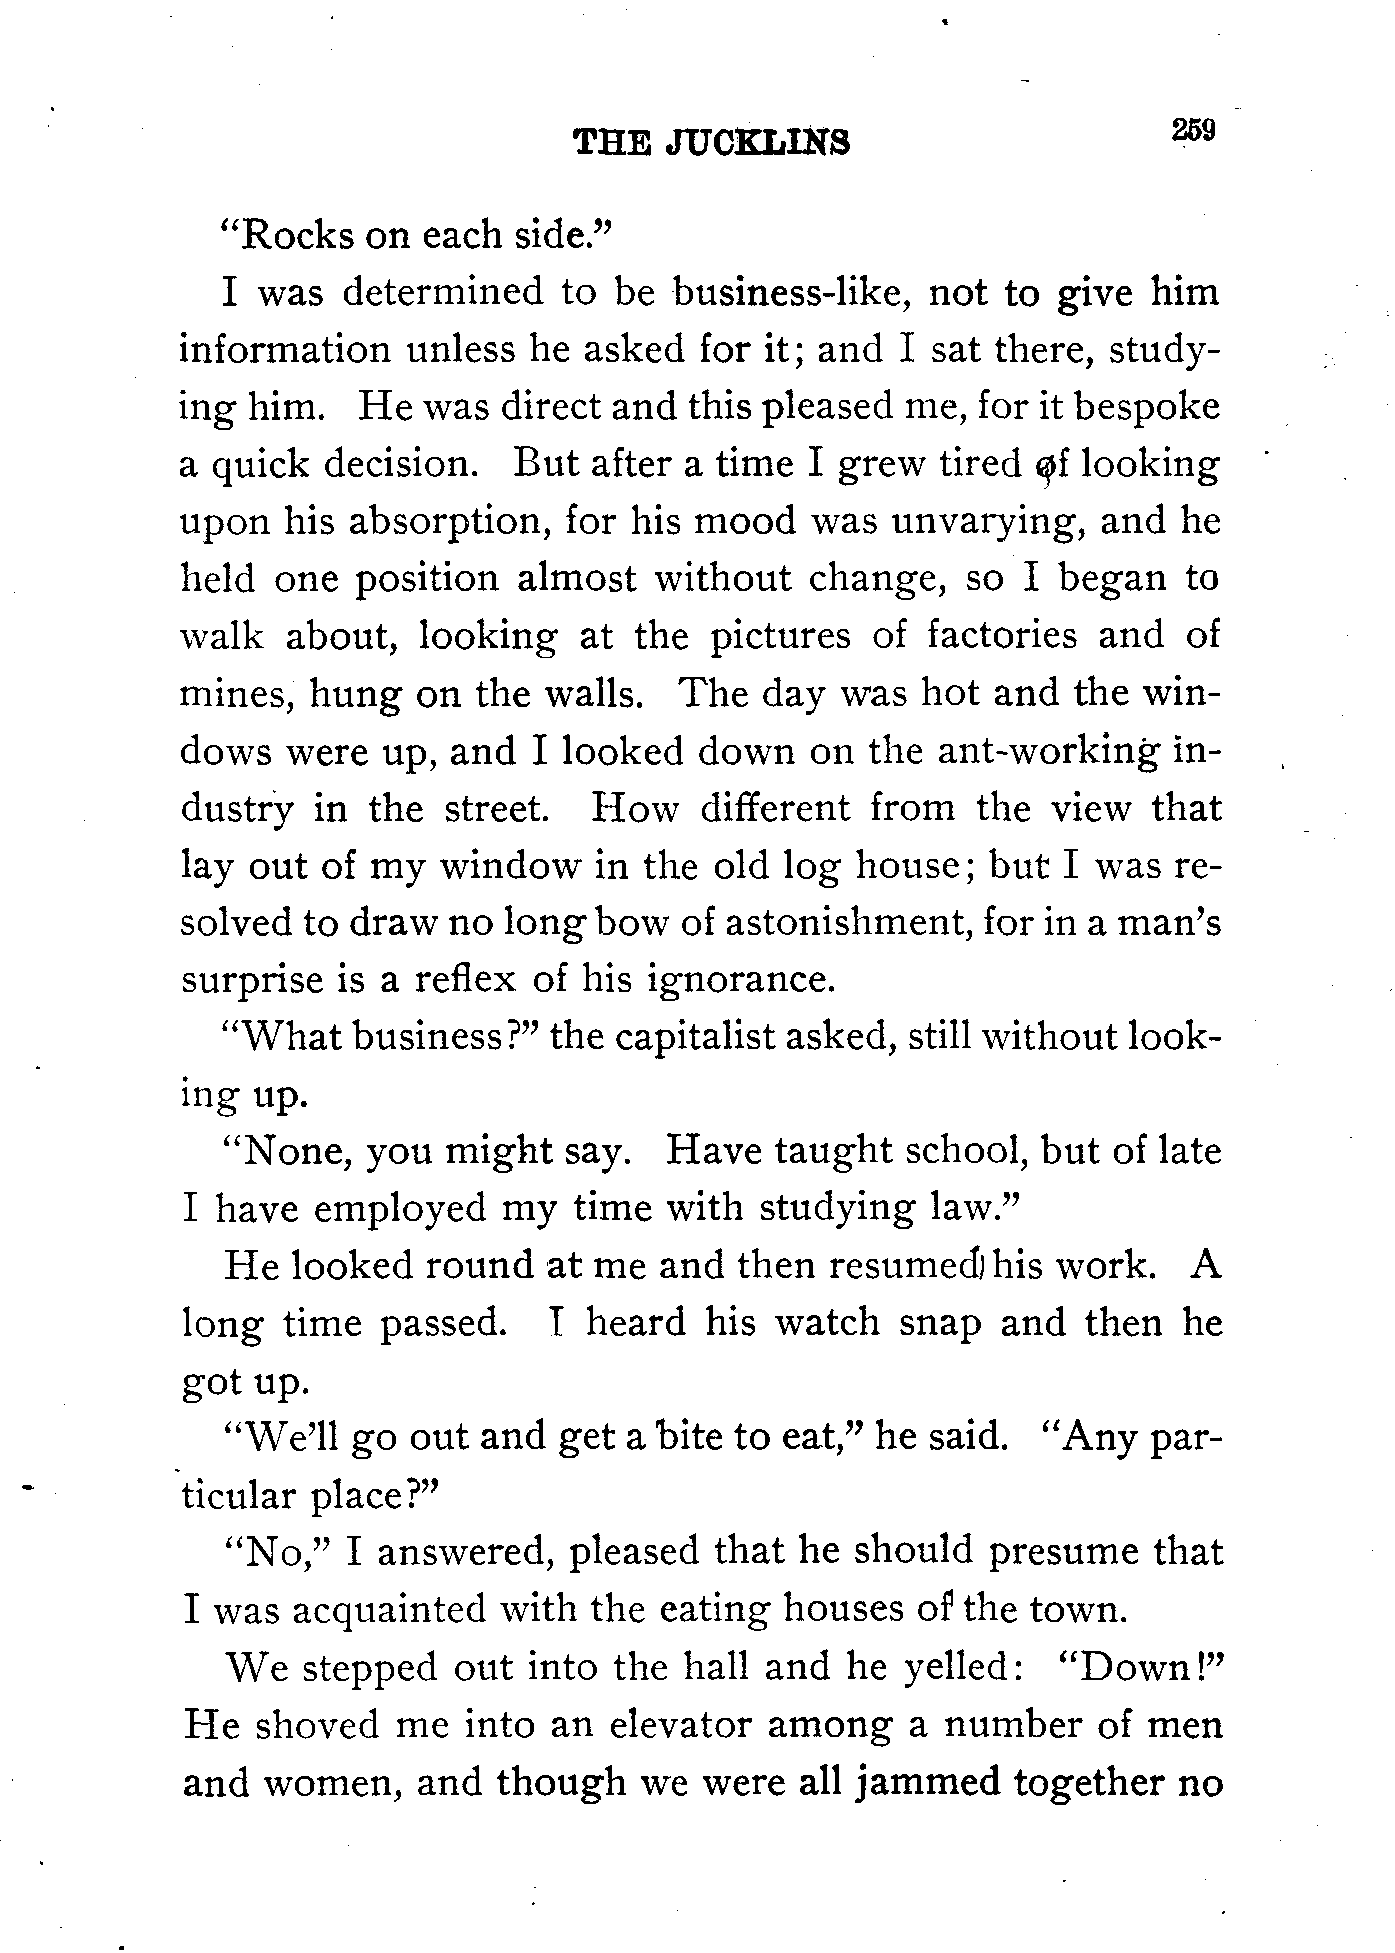 THE JUCKLINS 259
“Rocks on each side.”
I was determined to be business-like, not to give him
information unless he asked for it; and I sat there, study-
ing him. He was direct and this pleased me, for it bespoke
a quick decision. But after a time I grew tired of looking
upon his absorption, for his mood was unvarying, and he
held one position almost without change, so I began to
walk about, looking at the pictures of factories and of
mines, hung on the walls. The day was hot and the win-
dows were up, and I looked down on the ant-working in-
dustry in the street. How different from the view that
lay out of my window in the old log house; but I was re-
solved to draw no long bow of astonishment, for in a man’s
surprise is a reflex of his ignorance.
“What business?” the capitalist asked, still without look-
ing up.
“None, you might say. Have taught school, but of late
I have employed my time with studying law.”
He looked round at me and then resumed his work. A
long time passed. I heard his watch snap and then he
got up.
“We’ll go out and get a bite to eat,” he said. “Any par-
ticular place?”
“No,” I answered, pleased that he should presume that
I was acquainted with the eating houses of the town.
We stepped out into the hall and he yelled: “Down!”
He shoved me into an elevator among a number of men
and women, and though we were all jammed together no